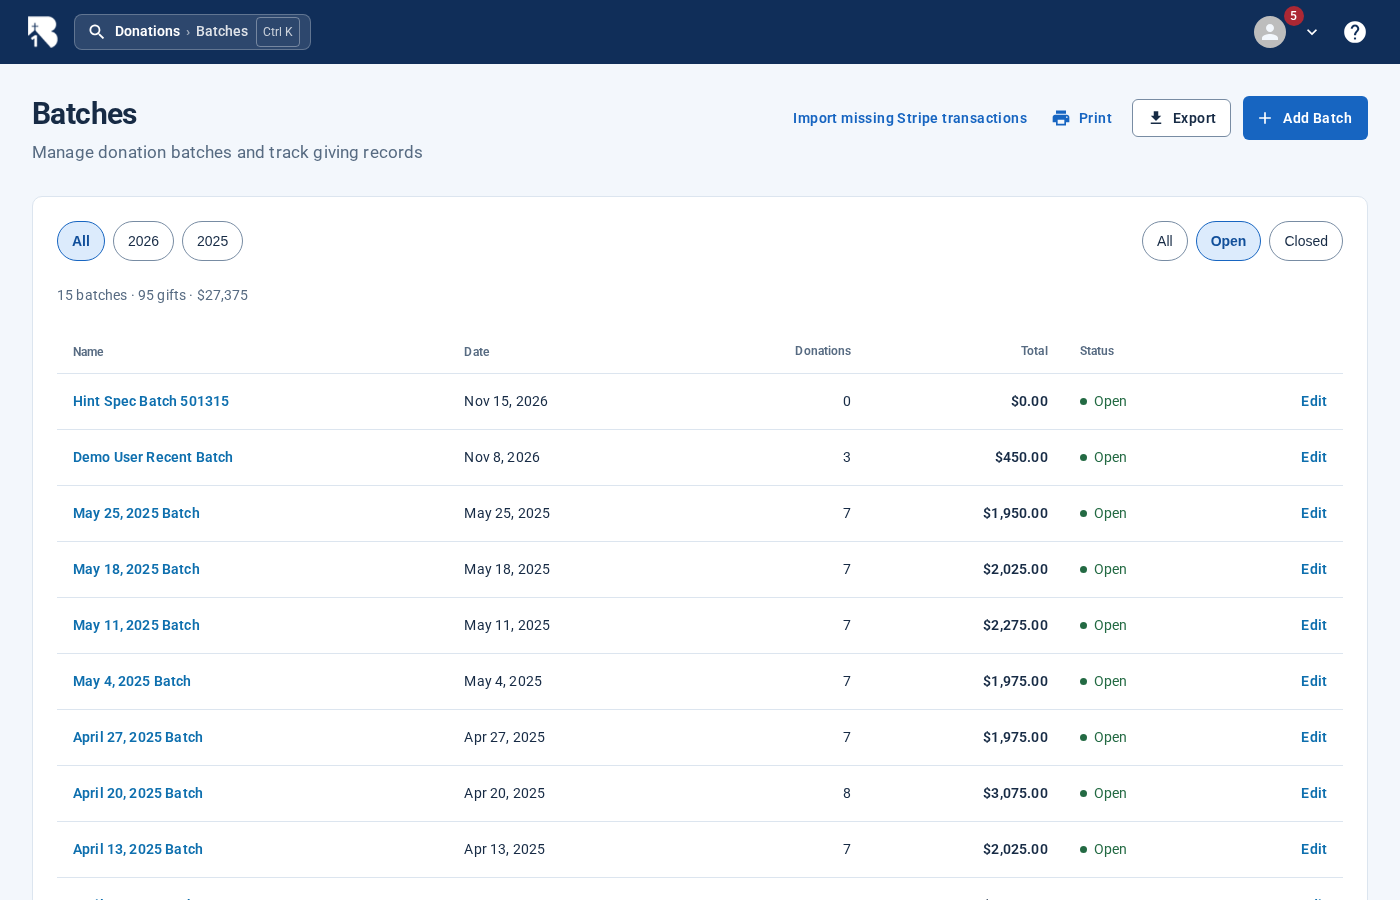 Donations › Batches Ctrl K
5
Batches
Manage donation batches and track giving records
Import missing Stripe transactions
Print
Export
Add Batch
All 2026 2025
All Open Closed
15 batches · 95 gifts · $27,375
Name Date Donations Total Status
Hint Spec Batch 501315 Nov 15, 2026 0 $0.00 Open Edit
Demo User Recent Batch Nov 8, 2026 3 $450.00 Open Edit
May 25, 2025 Batch May 25, 2025 7 $1,950.00 Open Edit
May 18, 2025 Batch May 18, 2025 7 $2,025.00 Open Edit
May 11, 2025 Batch May 11, 2025 7 $2,275.00 Open Edit
May 4, 2025 Batch May 4, 2025 7 $1,975.00 Open Edit
April 27, 2025 Batch Apr 27, 2025 7 $1,975.00 Open Edit
April 20, 2025 Batch Apr 20, 2025 8 $3,075.00 Open Edit
April 13, 2025 Batch Apr 13, 2025 7 $2,025.00 Open Edit